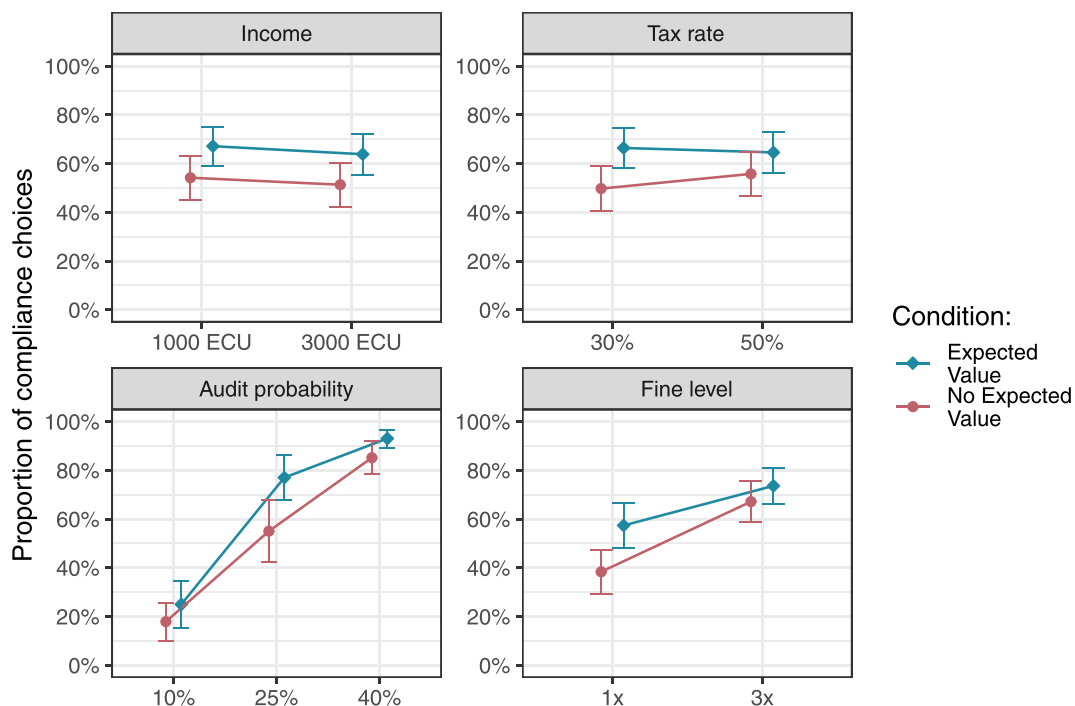 Proportion of compliance choices
Income
100%
80%
60%
40%
20%
0%
1000 ECU 3000 ECU
Tax rate
100%
80%
60%
40%
20%
0%
30% 50%
Audit probability
100%
80%
60%
40%
20%
0%
10% 25% 40%
Fine level
100%
80%
60%
40%
20%
0%
1x 3x
Condition:
Expected
Value
No Expected
Value